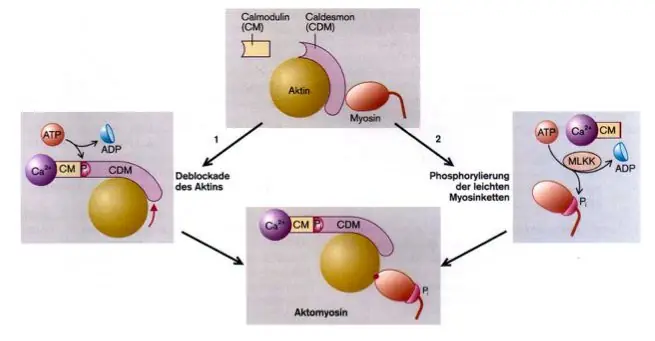 Calmodulin
(CM)
Caldesmon
(CDM)
Aktin
Myosin
1
2
ATP
ADP
Ca²⁺
CM
P
CDM
Deblockade
des Aktins
Phosphorylierung
der leichten
Myosinketten
ATP
Ca²⁺
CM
MLKK
ADP
Pᵢ
Ca²⁺
CM
P
CDM
Pᵢ
Aktomyosin